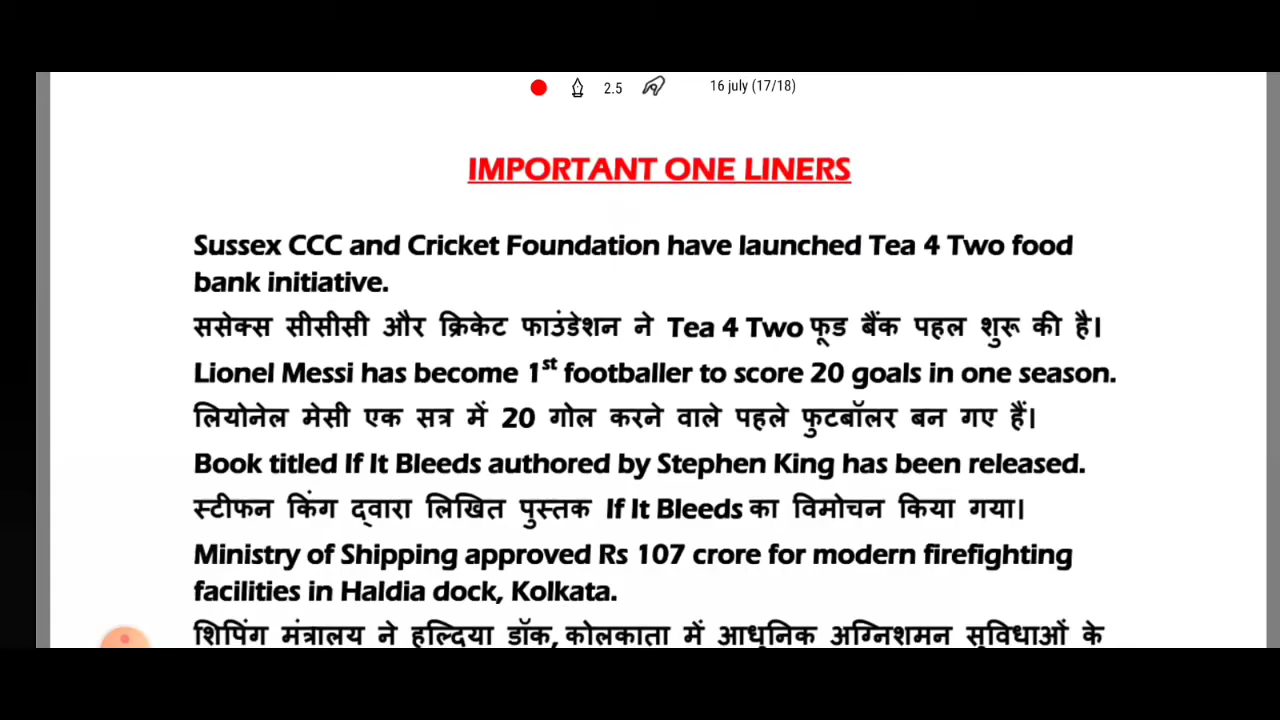 2.5 16 july (17/18)
IMPORTANT ONE LINERS
Sussex CCC and Cricket Foundation have launched Tea 4 Two food
bank initiative.
ससेक्स सीसीसी और क्रिकेट फाउंडेशन ने Tea 4 Two फूड बैंक पहल शुरू की है।
Lionel Messi has become 1st footballer to score 20 goals in one season.
लियोनेल मेसी एक सत्र में 20 गोल करने वाले पहले फुटबॉलर बन गए हैं।
Book titled If It Bleeds authored by Stephen King has been released.
स्टीफन किंग द्वारा लिखित पुस्तक If It Bleeds का विमोचन किया गया।
Ministry of Shipping approved Rs 107 crore for modern firefighting
facilities in Haldia dock, Kolkata.
शिपिंग मंत्रालय ने हल्दिया डॉक, कोलकाता में आधुनिक अग्निशमन सुविधाओं के